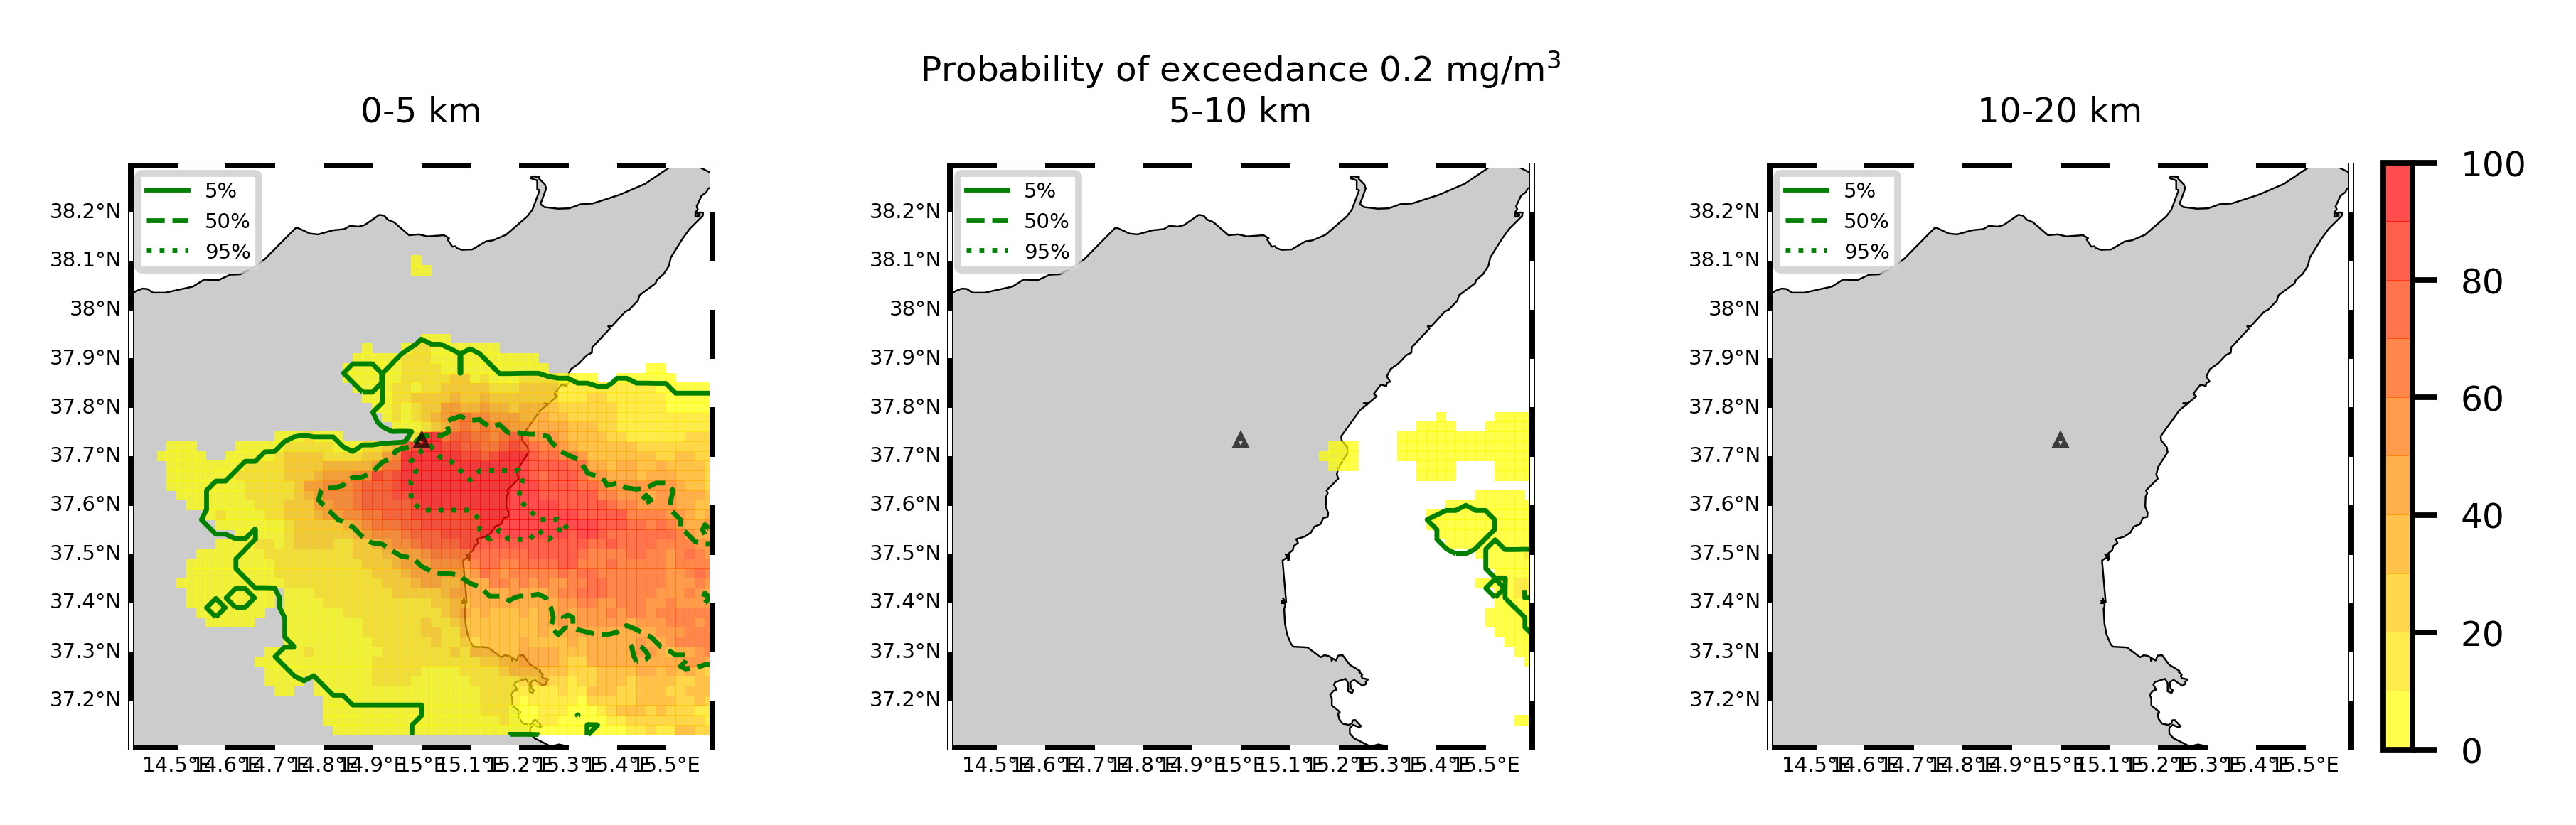 Probability of exceedance 0.2 mg/m³
0-5 km
5-10 km
10-20 km
5%
50%
95%
38.2°N
38.1°N
38°N
37.9°N
37.8°N
37.7°N
37.6°N
37.5°N
37.4°N
37.3°N
37.2°N
14.5°E 14.6°E 14.7°E 14.8°E 14.9°E 15°E 15.1°E 15.2°E 15.3°E 15.4°E 15.5°E
5%
50%
95%
38.2°N
38.1°N
38°N
37.9°N
37.8°N
37.7°N
37.6°N
37.5°N
37.4°N
37.3°N
37.2°N
14.5°E 14.6°E 14.7°E 14.8°E 14.9°E 15°E 15.1°E 15.2°E 15.3°E 15.4°E 15.5°E
5%
50%
95%
38.2°N
38.1°N
38°N
37.9°N
37.8°N
37.7°N
37.6°N
37.5°N
37.4°N
37.3°N
37.2°N
14.5°E 14.6°E 14.7°E 14.8°E 14.9°E 15°E 15.1°E 15.2°E 15.3°E 15.4°E 15.5°E
100
80
60
40
20
0